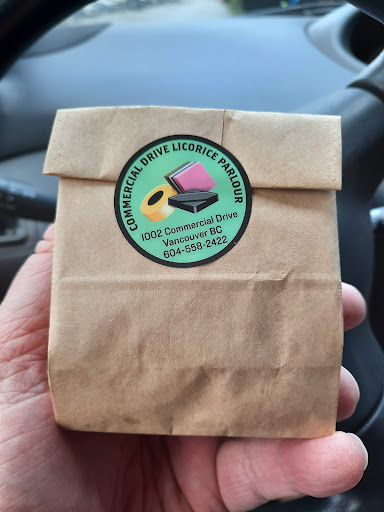 COMMERCIAL DRIVE LICORICE PARLOUR
1002 Commercial Drive
Vancouver BC
604-558-2422